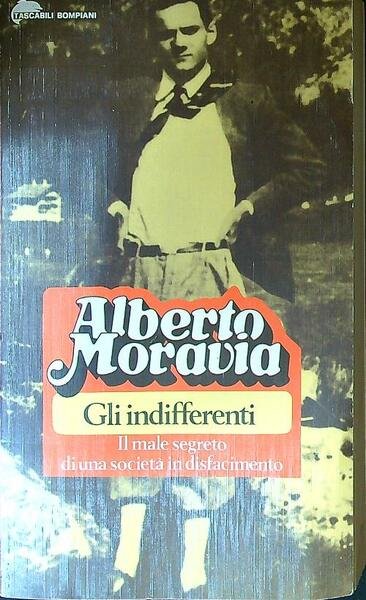 TASCABILI BOMPIANI
Alberto
Moravia
Gli indifferenti
Il male segreto
di una società in disfacimento